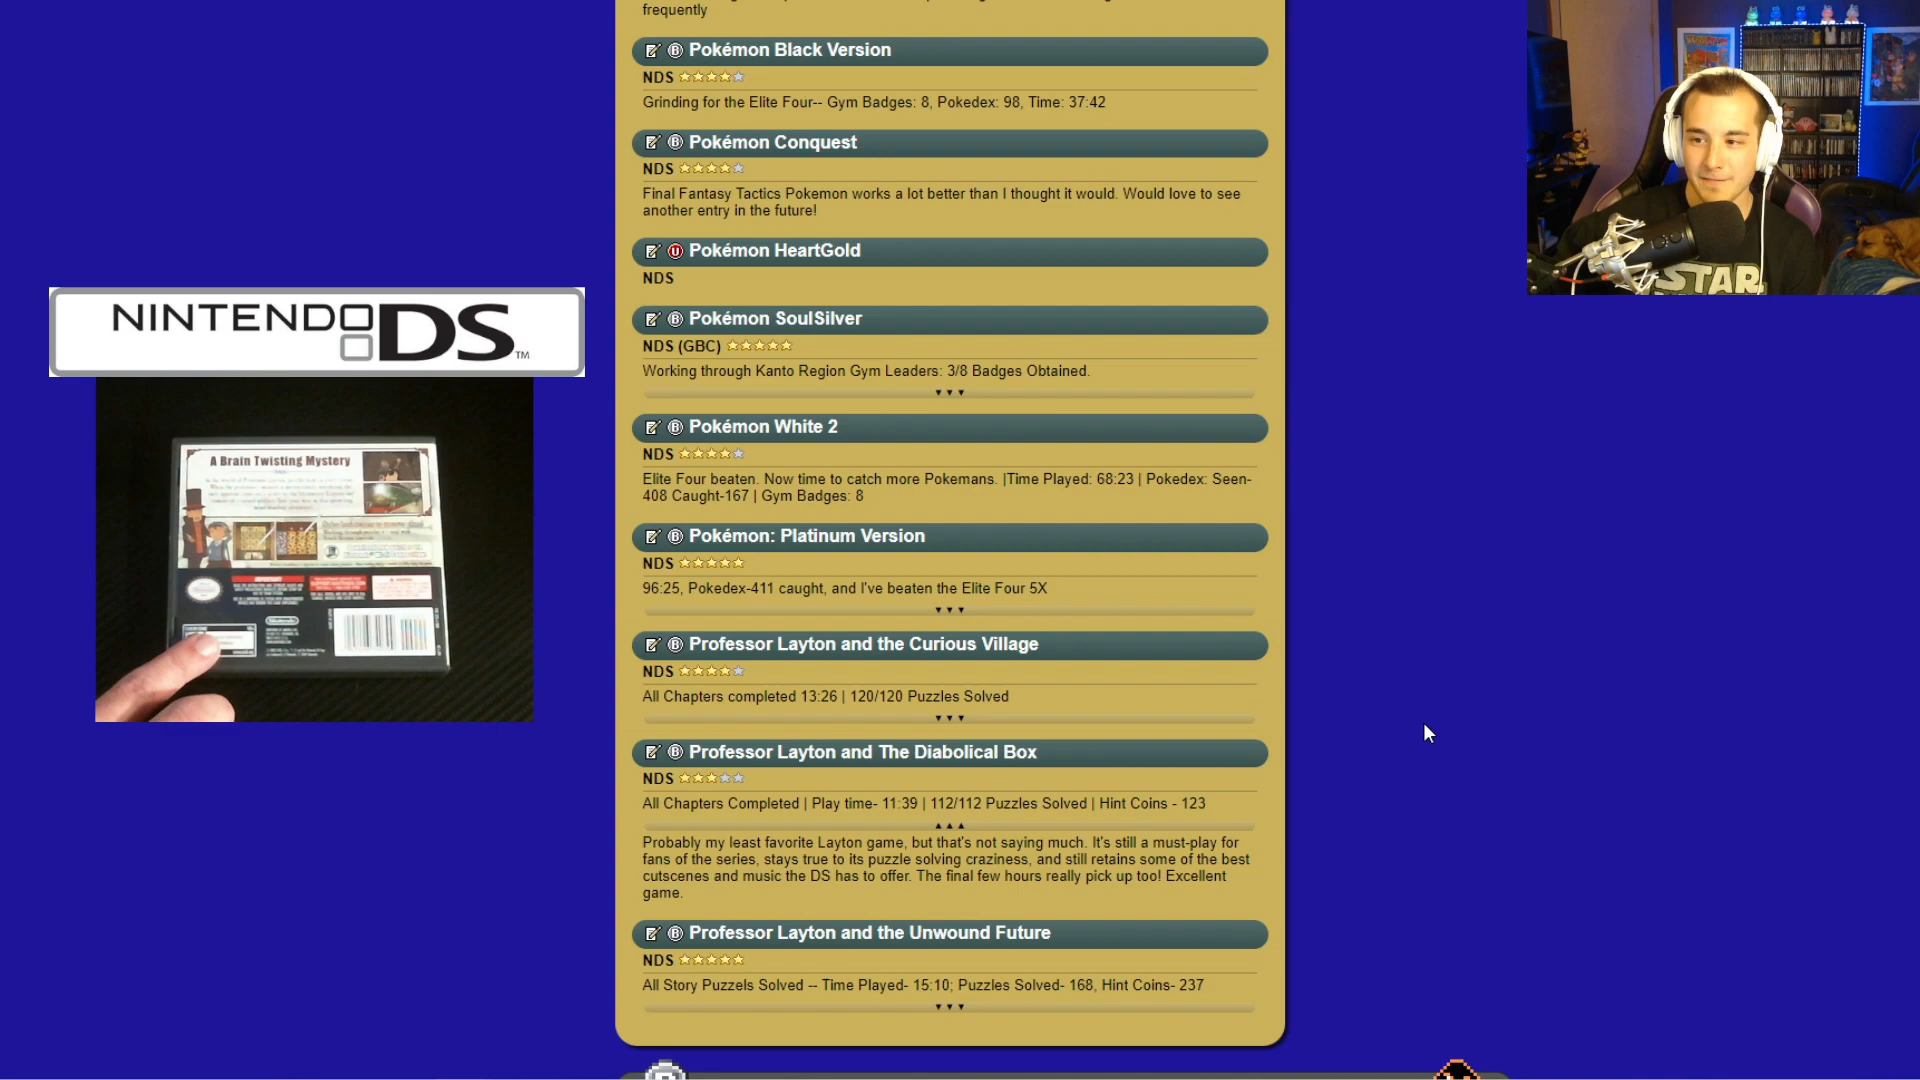 frequently
Pokémon Black Version
NDS
Grinding for the Elite Four-- Gym Badges: 8, Pokedex: 98, Time: 37:42
Pokémon Conquest
NDS
Final Fantasy Tactics Pokemon works a lot better than I thought it would. Would love to see
another entry in the future!
Pokémon HeartGold
NDS
Pokémon SoulSilver
NDS (GBC)
Working through Kanto Region Gym Leaders: 3/8 Badges Obtained.
Pokémon White 2
NDS
Elite Four beaten. Now time to catch more Pokemans. |Time Played: 68:23 | Pokedex: Seen-
408 Caught-167 | Gym Badges: 8
Pokémon: Platinum Version
NDS
96:25, Pokedex-411 caught, and I've beaten the Elite Four 5X
Professor Layton and the Curious Village
NDS
All Chapters completed 13:26 | 120/120 Puzzles Solved
Professor Layton and The Diabolical Box
NDS
All Chapters Completed | Play time- 11:39 | 112/112 Puzzles Solved | Hint Coins - 123
Probably my least favorite Layton game, but that's not saying much. It's still a must-play for
fans of the series, stays true to its puzzle solving craziness, and still retains some of the best
cutscenes and music the DS has to offer. The final few hours really pick up too! Excellent
game.
Professor Layton and the Unwound Future
NDS
All Story Puzzels Solved -- Time Played- 15:10; Puzzles Solved- 168, Hint Coins- 237
NINTENDO DS TM
A Brain Twisting Mystery
Nintendo
STAR